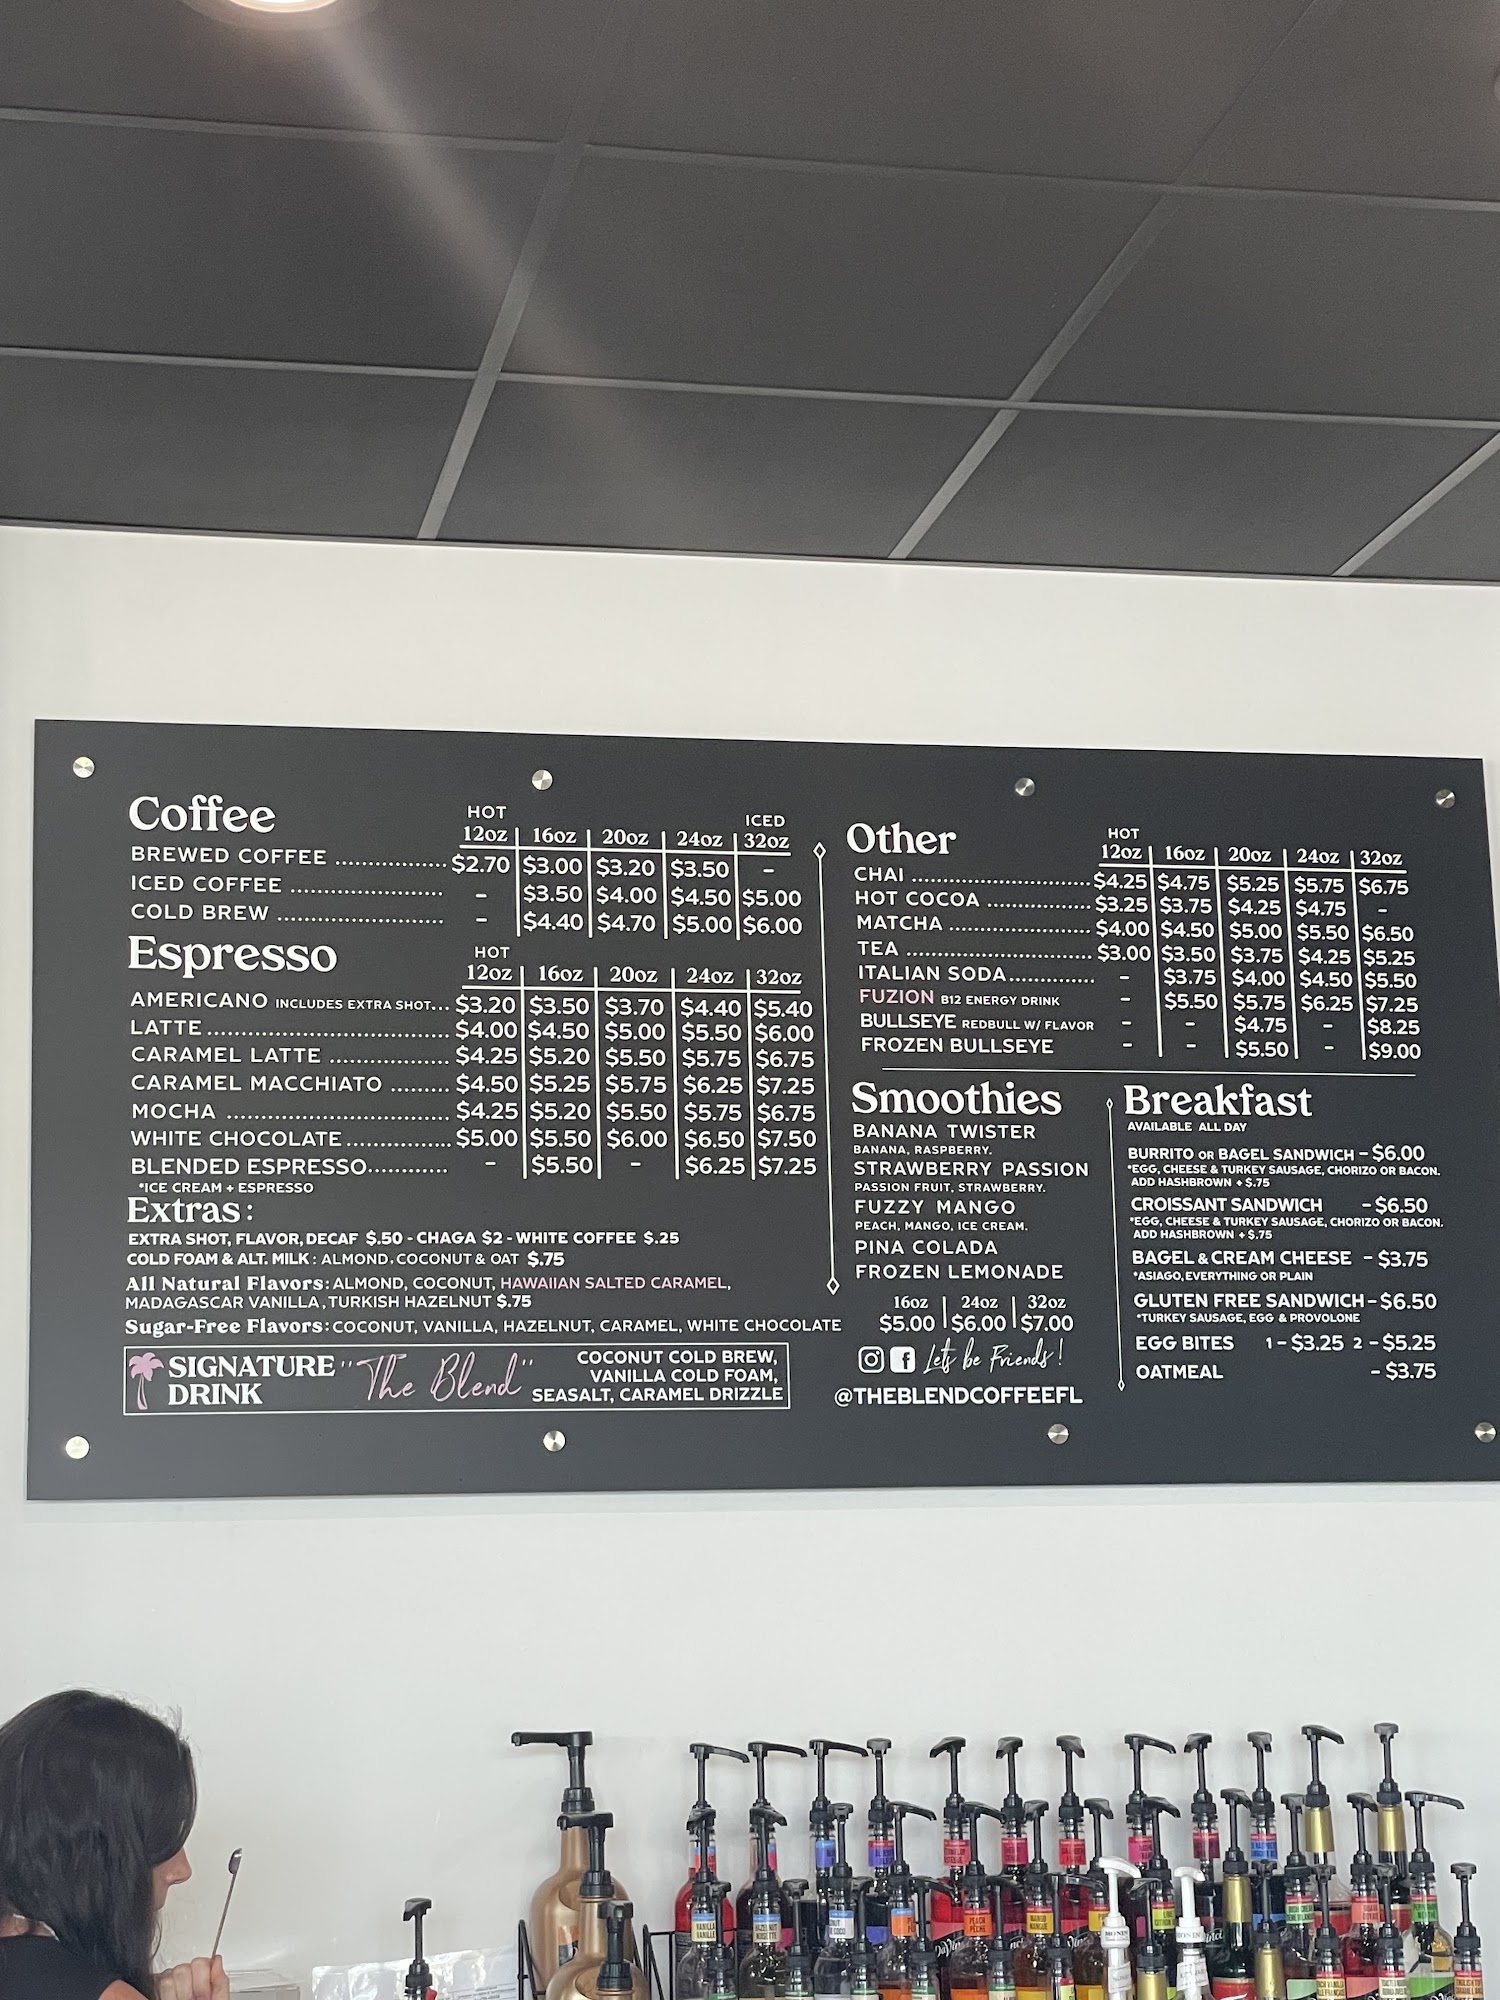 Coffee
HOT ICED
12oz 16oz 20oz 24oz 32oz
BREWED COFFEE ................ $2.70 $3.00 $3.20 $3.50 -
ICED COFFEE ...................... - $3.50 $4.00 $4.50 $5.00
COLD BREW ........................ - $4.40 $4.70 $5.00 $6.00
Espresso
HOT
12oz 16oz 20oz 24oz 32oz
AMERICANO INCLUDES EXTRA SHOT... $3.20 $3.50 $3.70 $4.40 $5.40
LATTE................................... $4.00 $4.50 $5.00 $5.50 $6.00
CARAMEL LATTE ................. $4.25 $5.20 $5.50 $5.75 $6.75
CARAMEL MACCHIATO ........ $4.50 $5.25 $5.75 $6.25 $7.25
MOCHA ................................ $4.25 $5.20 $5.50 $5.75 $6.75
WHITE CHOCOLATE............... $5.00 $5.50 $6.00 $6.50 $7.50
BLENDED ESPRESSO............ - $5.50 - $6.25 $7.25
*ICE CREAM + ESPRESSO
Extras:
EXTRA SHOT, FLAVOR, DECAF $.50 - CHAGA $2 - WHITE COFFEE $.25
COLD FOAM & ALT. MILK : ALMOND, COCONUT & OAT $.75
All Natural Flavors: ALMOND, COCONUT, HAWAIIAN SALTED CARAMEL,
MADAGASCAR VANILLA, TURKISH HAZELNUT $.75
Sugar-Free Flavors: COCONUT, VANILLA, HAZELNUT, CARAMEL, WHITE CHOCOLATE
SIGNATURE
DRINK
"The Blend"
COCONUT COLD BREW,
VANILLA COLD FOAM,
SEASALT, CARAMEL DRIZZLE
Other
HOT
12oz 16oz 20oz 24oz 32oz
CHAI ............................. $4.25 $4.75 $5.25 $5.75 $6.75
HOT COCOA ................. $3.25 $3.75 $4.25 $4.75 -
MATCHA ....................... $4.00 $4.50 $5.00 $5.50 $6.50
TEA .............................. $3.00 $3.50 $3.75 $4.25 $5.25
ITALIAN SODA.............. - $3.75 $4.00 $4.50 $5.50
FUZION B12 ENERGY DRINK - $5.50 $5.75 $6.25 $7.25
BULLSEYE REDBULL W/ FLAVOR - - $4.75 - $8.25
FROZEN BULLSEYE - - $5.50 - $9.00
Smoothies
BANANA TWISTER
BANANA, RASPBERRY.
STRAWBERRY PASSION
PASSION FRUIT, STRAWBERRY.
FUZZY MANGO
PEACH, MANGO, ICE CREAM.
PINA COLADA
FROZEN LEMONADE
16oz 24oz 32oz
$5.00 $6.00 $7.00
Let's be Friends!
@THEBLENDCOFFEEFL
Breakfast
AVAILABLE ALL DAY
BURRITO OR BAGEL SANDWICH - $6.00
*EGG, CHEESE & TURKEY SAUSAGE, CHORIZO OR BACON.
ADD HASHBROWN + $.75
CROISSANT SANDWICH - $6.50
*EGG, CHEESE & TURKEY SAUSAGE, CHORIZO OR BACON.
ADD HASHBROWN + $.75
BAGEL & CREAM CHEESE - $3.75
*ASIAGO, EVERYTHING OR PLAIN
GLUTEN FREE SANDWICH - $6.50
*TURKEY SAUSAGE, EGG & PROVOLONE
EGG BITES 1 - $3.25 2 - $5.25
OATMEAL - $3.75
VANILLA
VANILLE
HAZELNUT
NOISETTE
PEACH
PÊCHE
MANGO
MANGUE